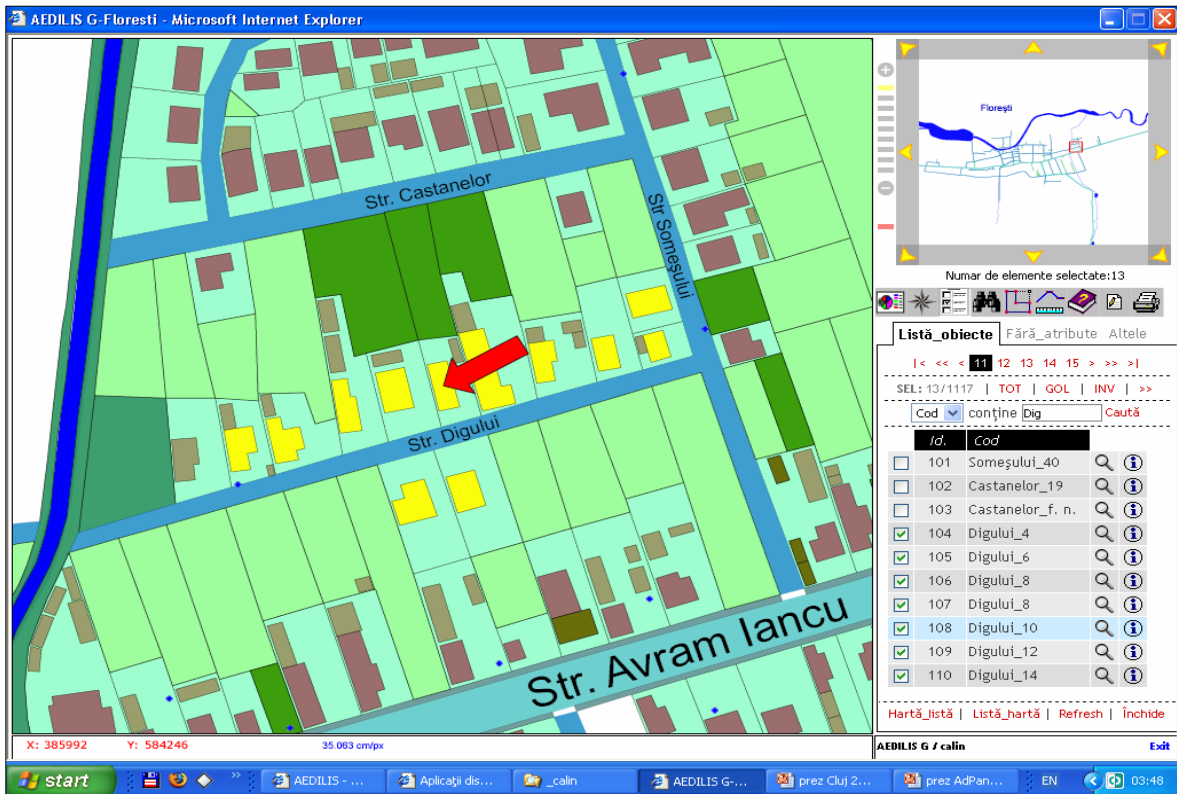 AEDILIS G-Floresti - Microsoft Internet Explorer
Str. Castanelor
Str Someşului
Str. Digului
Str. Avram Iancu
Floreşti
Numar de elemente selectate:13
Listă_obiecte Fără_atribute Altele
|< << < 11 12 13 14 15 > >> >|
SEL: 13/1117 | TOT | GOL | INV | >>
Cod conţine Dig Caută
Id. Cod
101 Someşului_40
102 Castanelor_19
103 Castanelor_f. n.
104 Digului_4
105 Digului_6
106 Digului_8
107 Digului_8
108 Digului_10
109 Digului_12
110 Digului_14
Hartă_listă | Listă_hartă | Refresh | Închide
X: 385992 Y: 584246 35.063 cm/px
AEDILIS G / calin Exit
start AEDILIS - ... Aplicaţii dis... _calin AEDILIS G-... prez Cluj 2... prez AdPan... EN 03:48